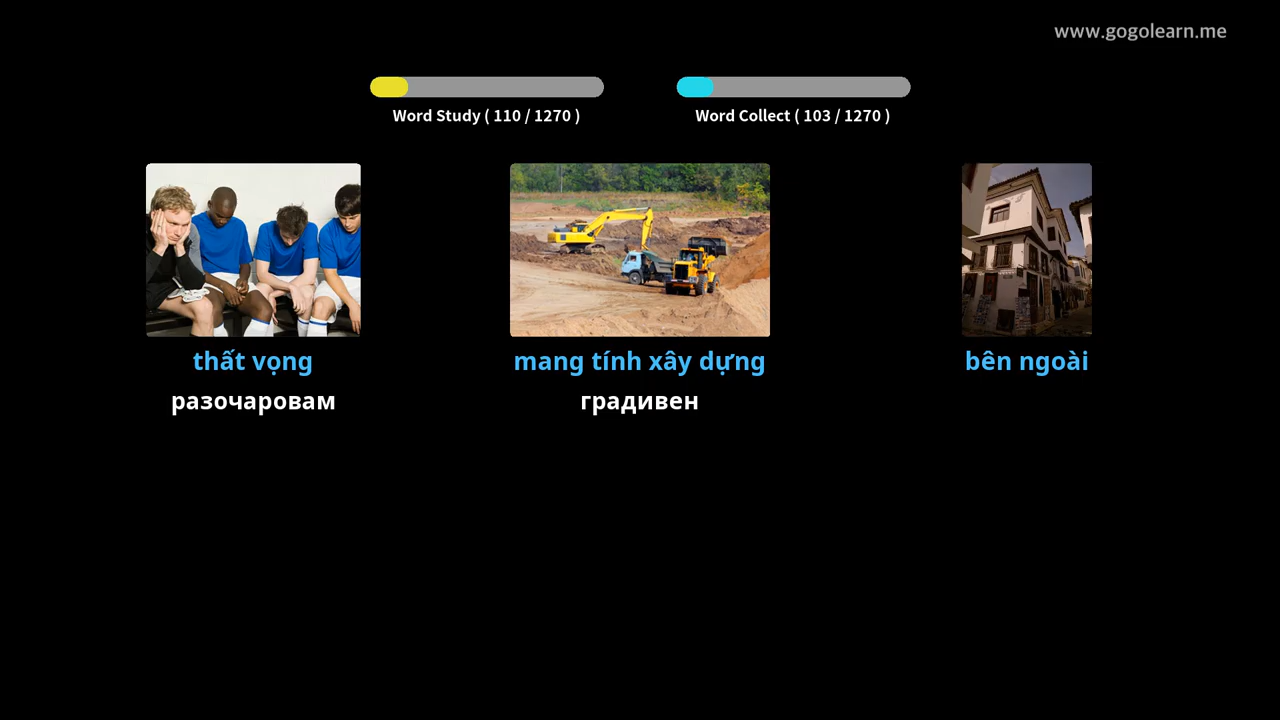 www.gogolearn.me
Word Study ( 110 / 1270 )
Word Collect ( 103 / 1270 )
thất vọng
mang tính xây dựng
bên ngoài
разочаровам
градивен